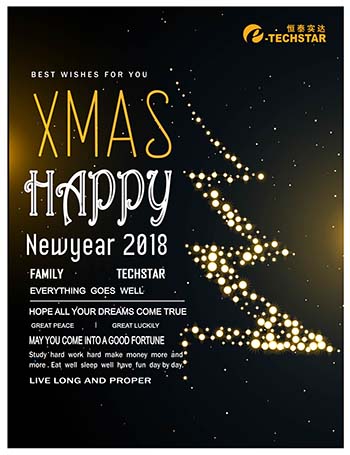 恒泰实达
e-TECHSTAR
BEST WISHES FOR YOU
XMAS
HAPPY
Newyear 2018
FAMILY TECHSTAR
EVERYTHING GOES WELL
HOPE ALL YOUR DREAMS COME TRUE
GREAT PEACE | GREAT LUCKILY
MAY YOU COME INTO A GOOD FORTUNE
Study hard work hard make money more and
more. Eat well sleep well have fun day by day.
LIVE LONG AND PROPER